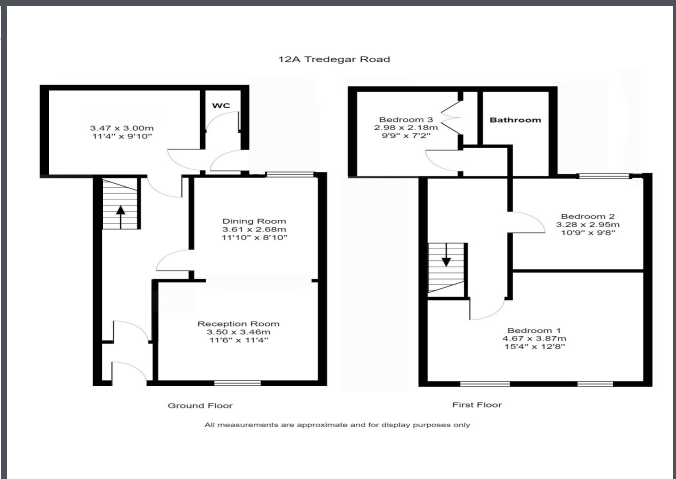 12A Tredegar Road
WC
3.47 x 3.00m
11'4" x 9'10"
Dining Room
3.61 x 2.68m
11'10" x 8'10"
Reception Room
3.50 x 3.46m
11'6" x 11'4"
Ground Floor
Bedroom 3
2.98 x 2.18m
9'9" x 7'2"
Bathroom
Bedroom 2
3.28 x 2.95m
10'9" x 9'8"
Bedroom 1
4.67 x 3.87m
15'4" x 12'8"
First Floor
All measurements are approximate and for display purposes only